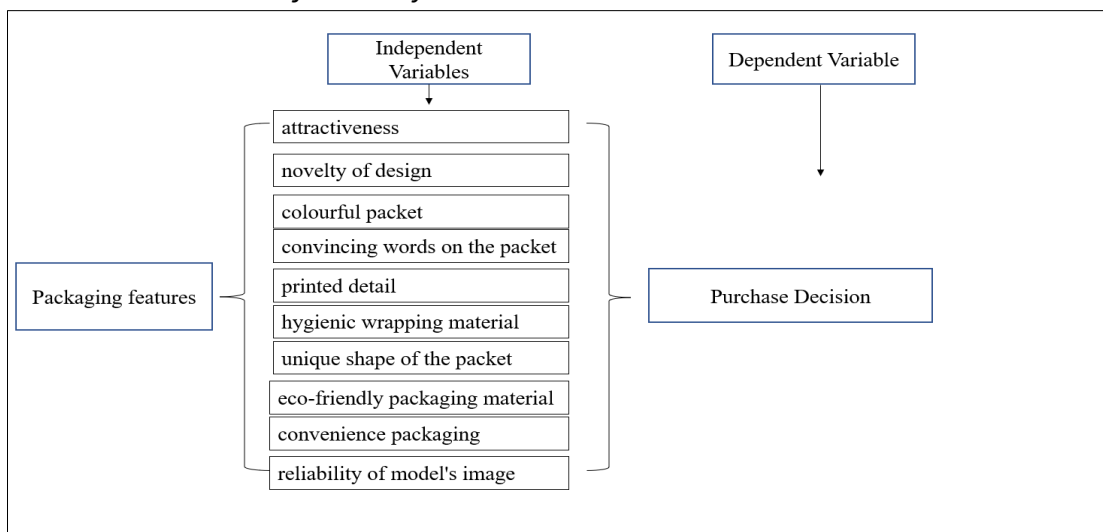 Independent
Variables
Dependent Variable
attractiveness
novelty of design
colourful packet
convincing words on the packet
Packaging features
printed detail
Purchase Decision
hygienic wrapping material
unique shape of the packet
eco-friendly packaging material
convenience packaging
reliability of model's image